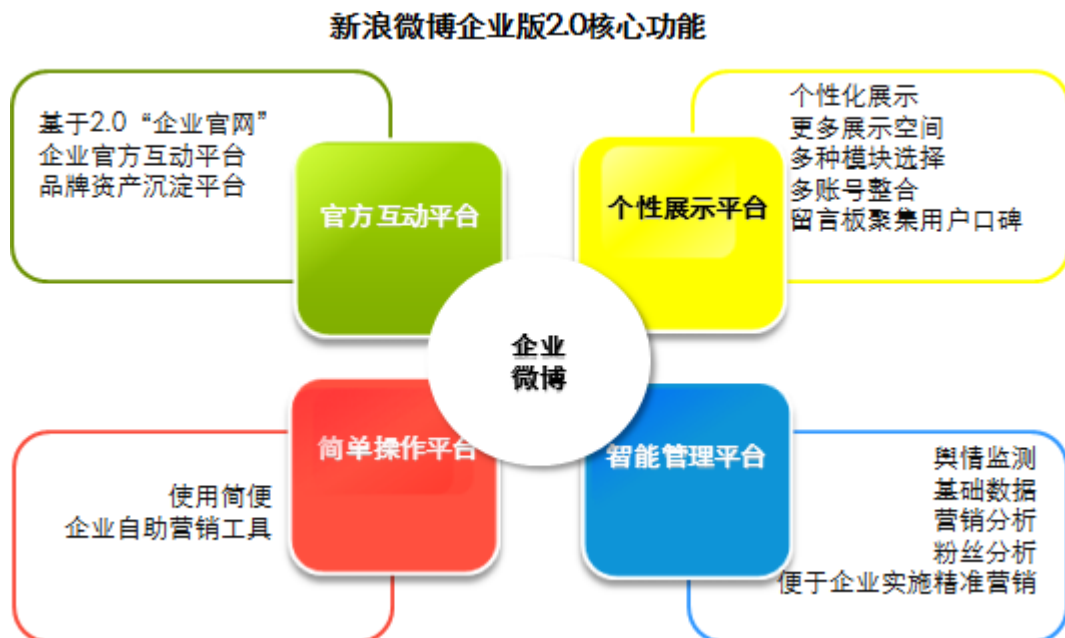 新浪微博企业版2.0核心功能
基于2.0“企业官网”
企业官方互动平台
品牌资产沉淀平台
官方互动平台
个性展示平台
个性化展示
更多展示空间
多种模块选择
多账号整合
留言板聚集用户口碑
企业
微博
简单操作平台
使用简便
企业自助营销工具
智能管理平台
舆情监测
基础数据
营销分析
粉丝分析
便于企业实施精准营销